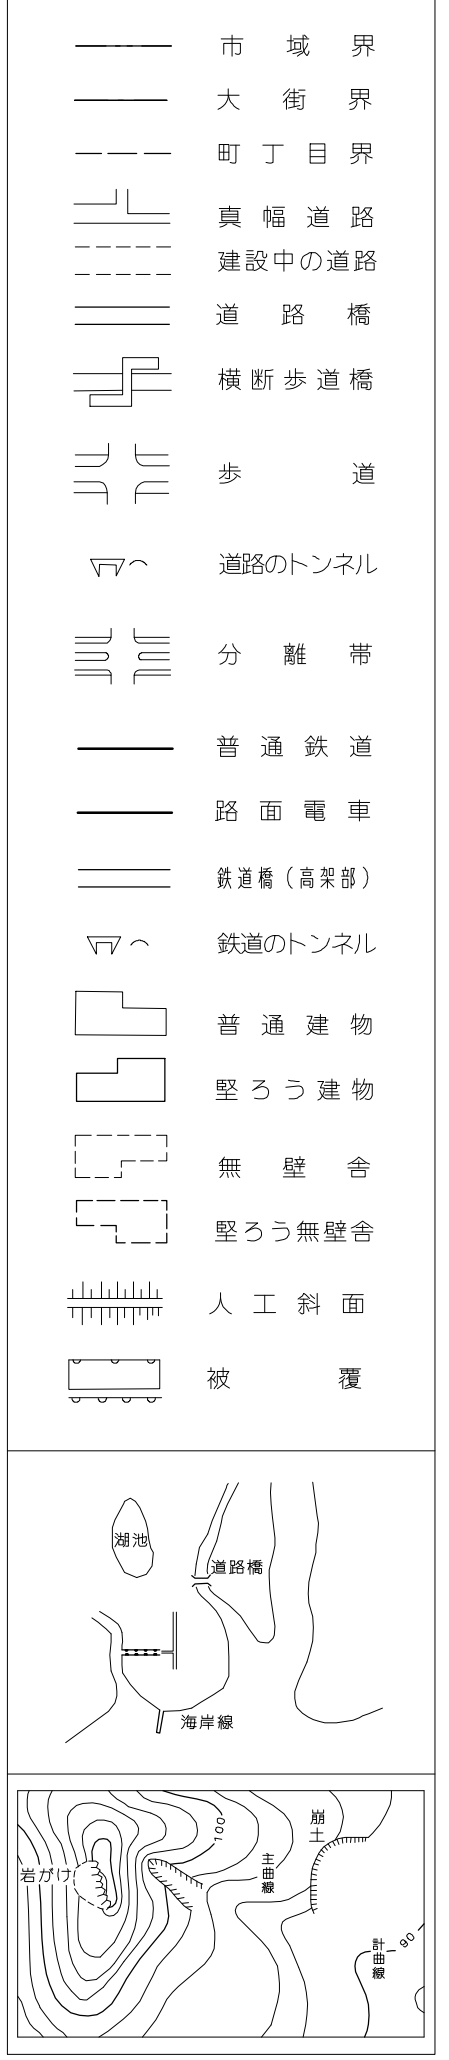 市域界
大街界
町丁目界
真幅道路
建設中の道路
道路橋
横断歩道橋
歩道
道路のトンネル
分離帯
普通鉄道
路面電車
鉄道橋(高架部)
鉄道のトンネル
普通建物
堅ろう建物
無壁舎
堅ろう無壁舎
人工斜面
被覆
湖池
道路橋
海岸線
100
崩土
岩がけ
主曲線
計曲線
90